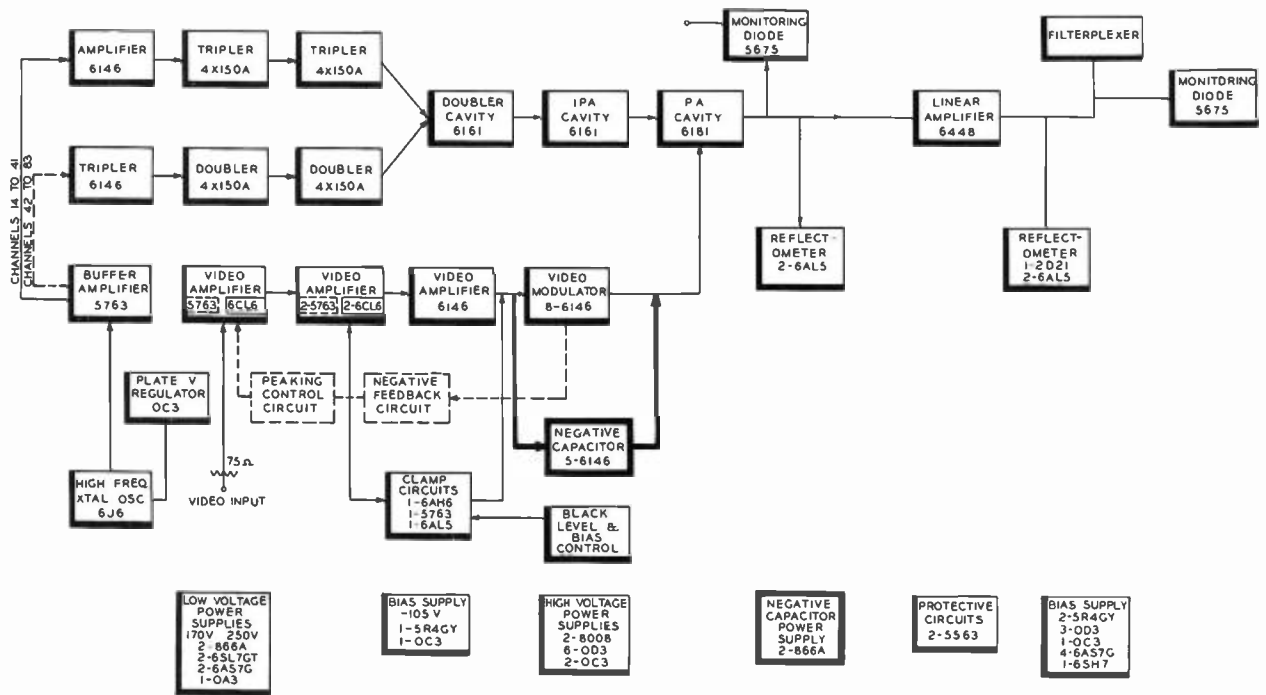 AMPLIFIER
6146
TRIPLER
4X150A
TRIPLER
4X150A
MONITORING
DIODE
5675
FILTERPLEXER
MONITORING
DIODE
5675
DOUBLER
CAVITY
6161
IPA
CAVITY
6161
PA
CAVITY
6181
LINEAR
AMPLIFIER
6448
TRIPLER
6146
DOUBLER
4X150A
DOUBLER
4X150A
CHANNELS 14 TO 41
CHANNELS 42 TO 83
REFLECT-
OMETER
2-6AL5
REFLECT-
OMETER
1-2D21
2-6AL5
BUFFER
AMPLIFIER
5763
VIDEO
AMPLIFIER
5763 6CL6
VIDEO
AMPLIFIER
2-5763 2-6CL6
VIDEO
AMPLIFIER
6146
VIDEO
MODULATOR
8-6146
PLATE V
REGULATOR
OC3
PEAKING
CONTROL
CIRCUIT
NEGATIVE
FEEDBACK
CIRCUIT
NEGATIVE
CAPACITOR
5-6146
75Ω
VIDEO INPUT
HIGH FREQ
XTAL OSC
6J6
CLAMP
CIRCUITS
1-6AH6
1-5763
1-6AL5
BLACK
LEVEL &
BIAS
CONTROL
LOW VOLTAGE
POWER
SUPPLIES
170V 250V
2-866A
2-6SL7GT
2-6AS7G
1-OA3
BIAS SUPPLY
-105 V
1-5R4GY
1-OC3
HIGH VOLTAGE
POWER
SUPPLIES
2-8008
6-OD3
2-OC3
NEGATIVE
CAPACITOR
POWER
SUPPLY
2-866A
PROTECTIVE
CIRCUITS
2-5563
BIAS SUPPLY
2-5R4GY
3-OD3
1-OC3
4-6AS7G
1-6SH7